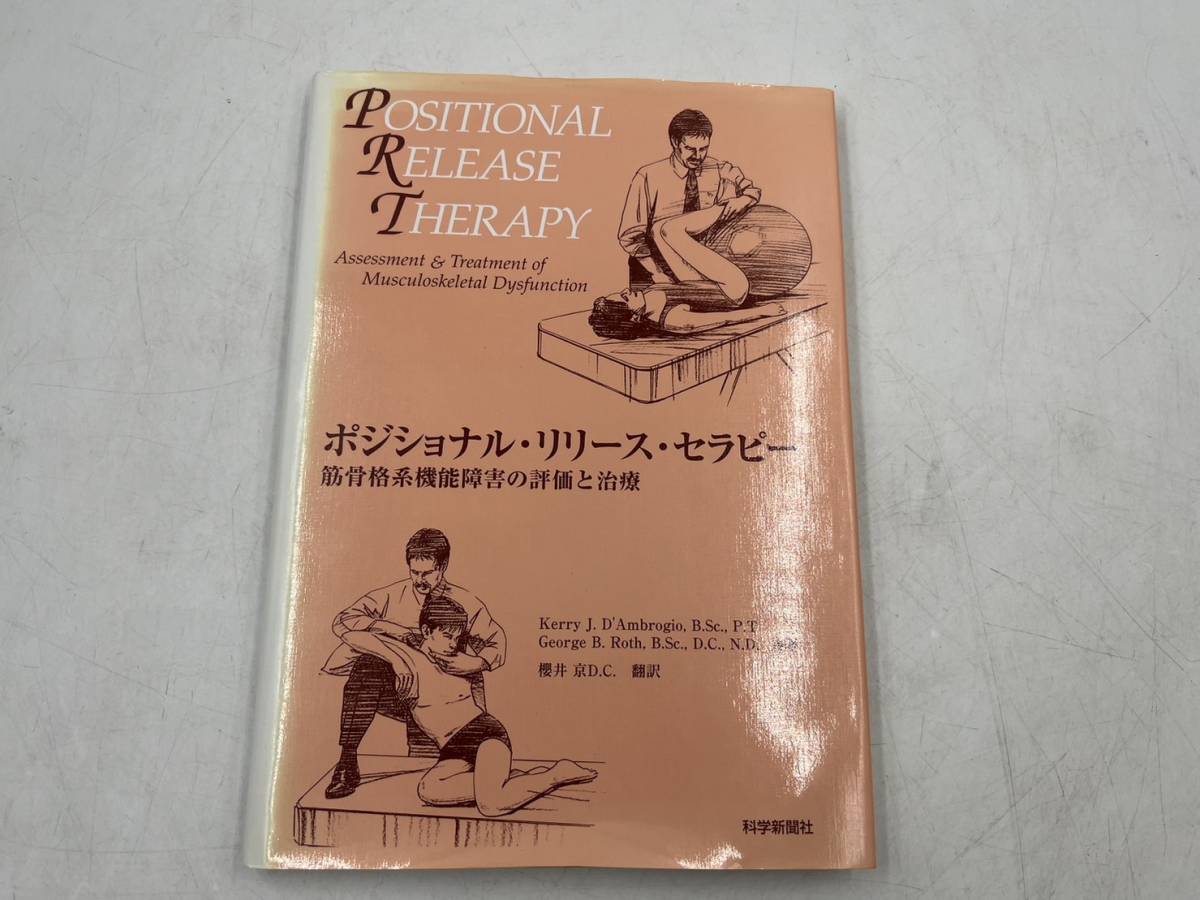 POSITIONAL
RELEASE
THERAPY
Assessment & Treatment of
Musculoskeletal Dysfunction
ポジショナル・リリース・セラピー
筋骨格系機能障害の評価と治療
Kerry J. D'Ambrogio, B.Sc., P.T.
George B. Roth, B.Sc., D.C., N.D.
櫻井 京D.C. 翻訳
科学新聞社